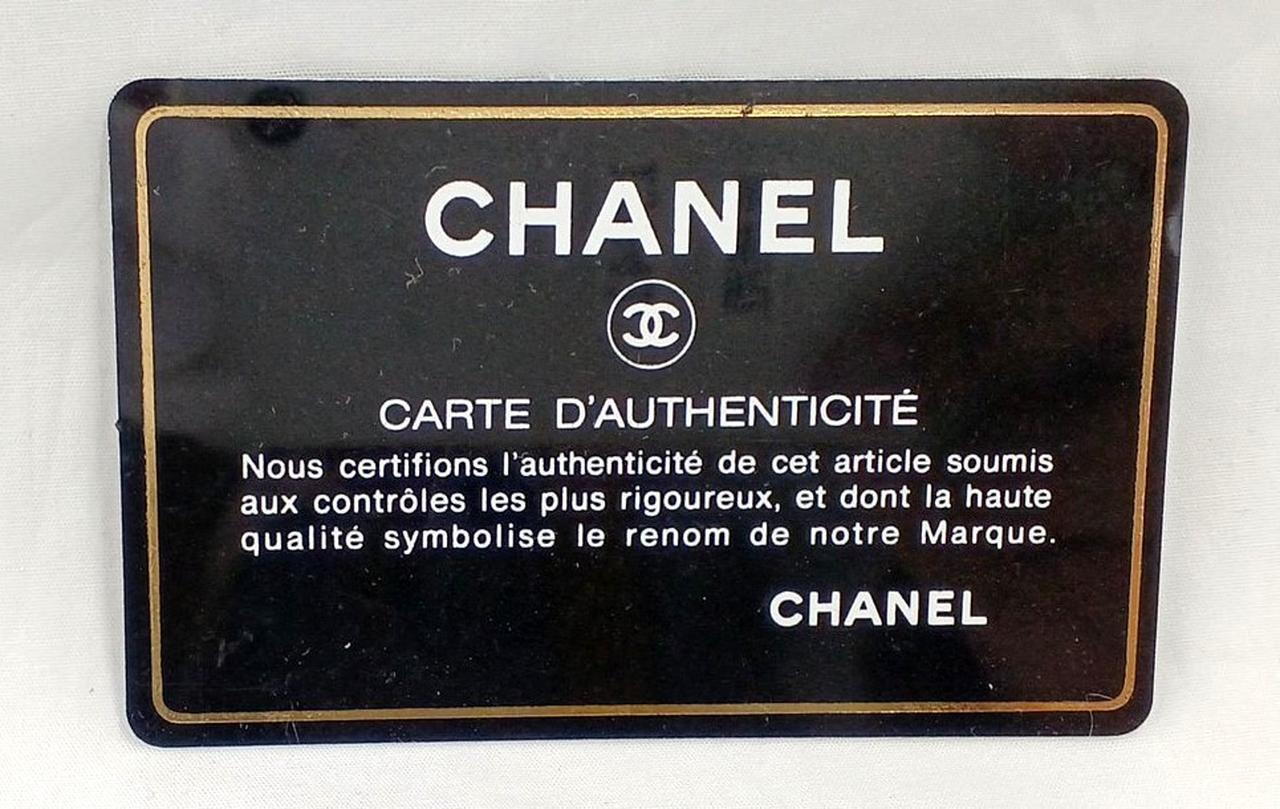 CHANEL
CARTE D'AUTHENTICITÉ
Nous certifions l'authenticité de cet article soumis
aux contrôles les plus rigoureux, et dont la haute
qualité symbolise le renom de notre Marque.
CHANEL